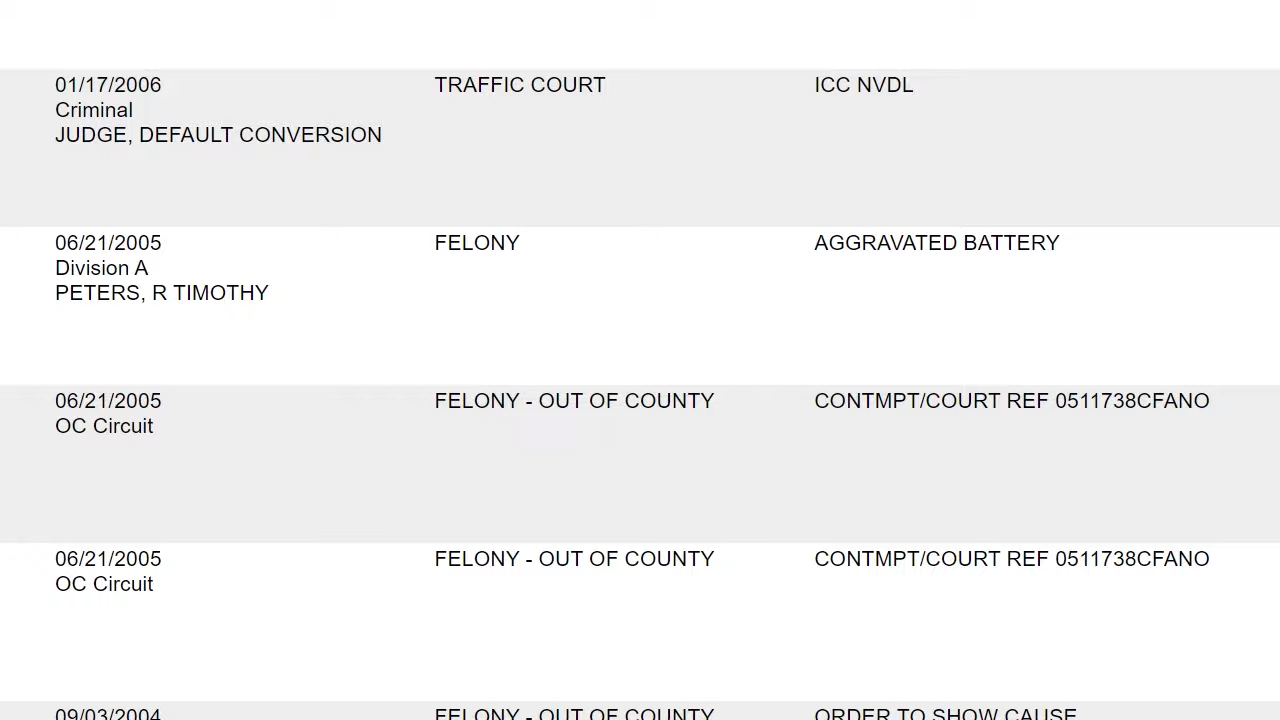 01/17/2006 TRAFFIC COURT ICC NVDL
Criminal
JUDGE, DEFAULT CONVERSION
06/21/2005 FELONY AGGRAVATED BATTERY
Division A
PETERS, R TIMOTHY
06/21/2005 FELONY - OUT OF COUNTY CONTMPT/COURT REF 0511738CFANO
OC Circuit
06/21/2005 FELONY - OUT OF COUNTY CONTMPT/COURT REF 0511738CFANO
OC Circuit
09/03/2004 FELONY - OUT OF COUNTY ORDER TO SHOW CAUSE